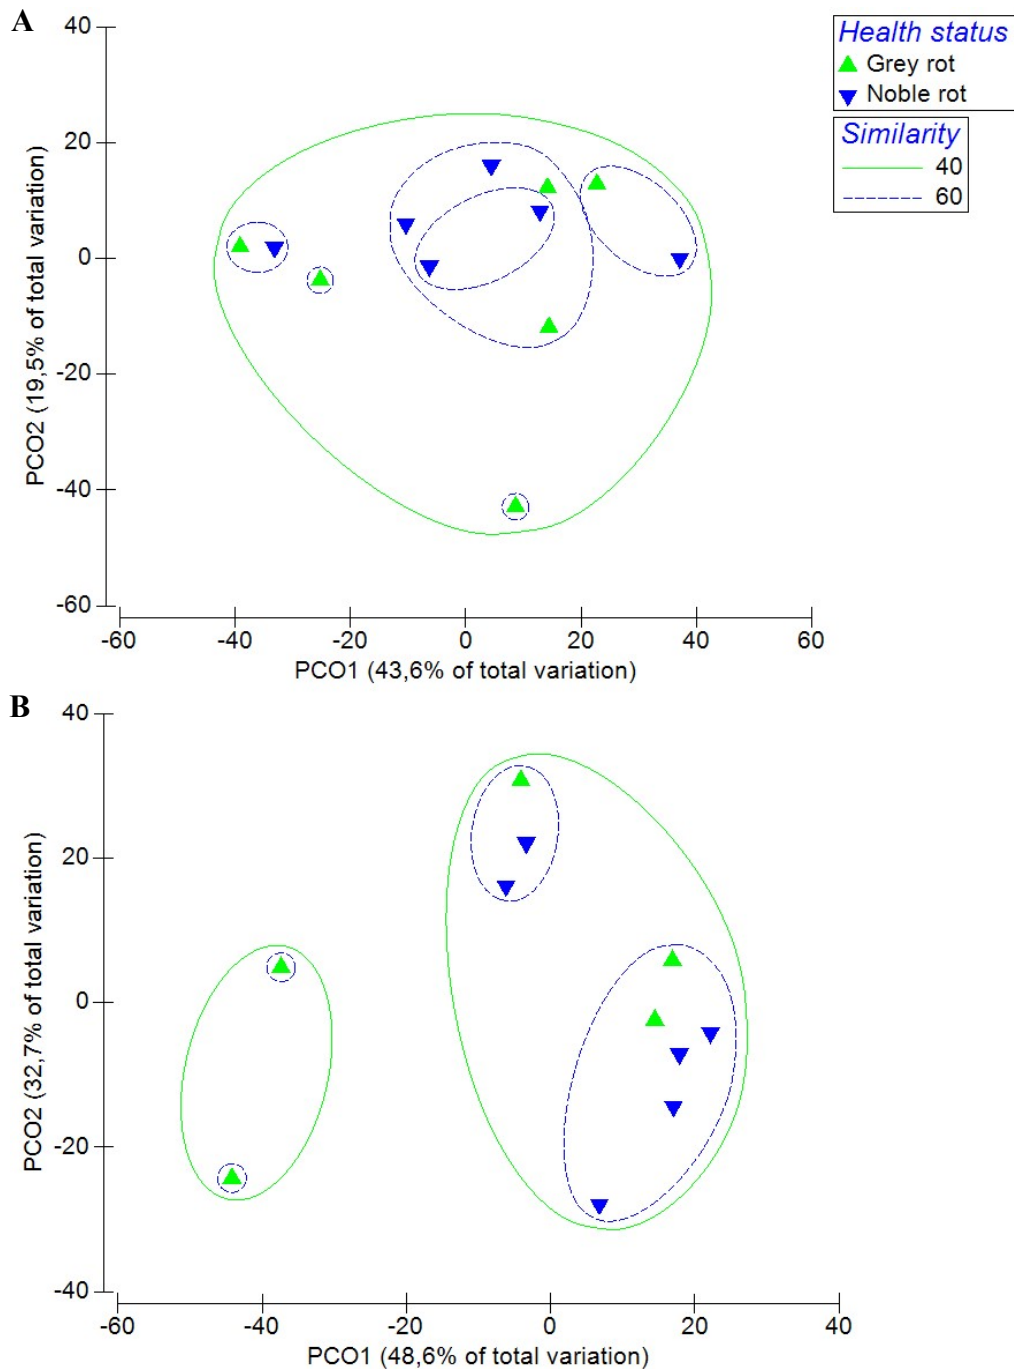 A
40
20
0
-20
-40
-60
PCO2 (19,5% of total variation)
-60 -40 -20 0 20 40 60
PCO1 (43,6% of total variation)
Health status
Grey rot
Noble rot
Similarity
40
60
B
40
20
0
-20
-40
PCO2 (32,7% of total variation)
-60 -40 -20 0 20 40
PCO1 (48,6% of total variation)